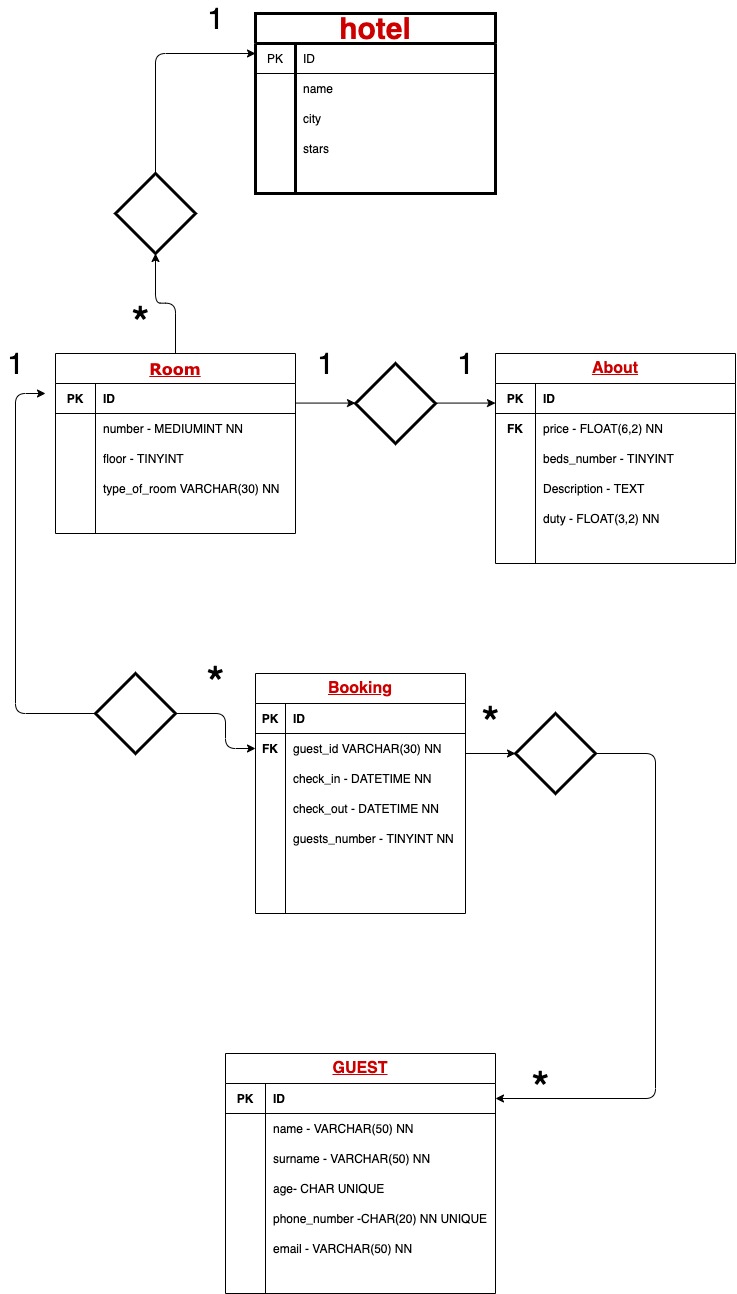 1
hotel
PK ID
name
city
stars
*
1
Room
PK ID
number - MEDIUMINT NN
floor - TINYINT
type_of_room VARCHAR(30) NN
1
1
About
PK ID
FK price - FLOAT(6,2) NN
beds_number - TINYINT
Description - TEXT
duty - FLOAT(3,2) NN
*
Booking
PK ID
FK guest_id VARCHAR(30) NN
check_in - DATETIME NN
check_out - DATETIME NN
guests_number - TINYINT NN
*
*
GUEST
PK ID
name - VARCHAR(50) NN
surname - VARCHAR(50) NN
age- CHAR UNIQUE
phone_number -CHAR(20) NN UNIQUE
email - VARCHAR(50) NN